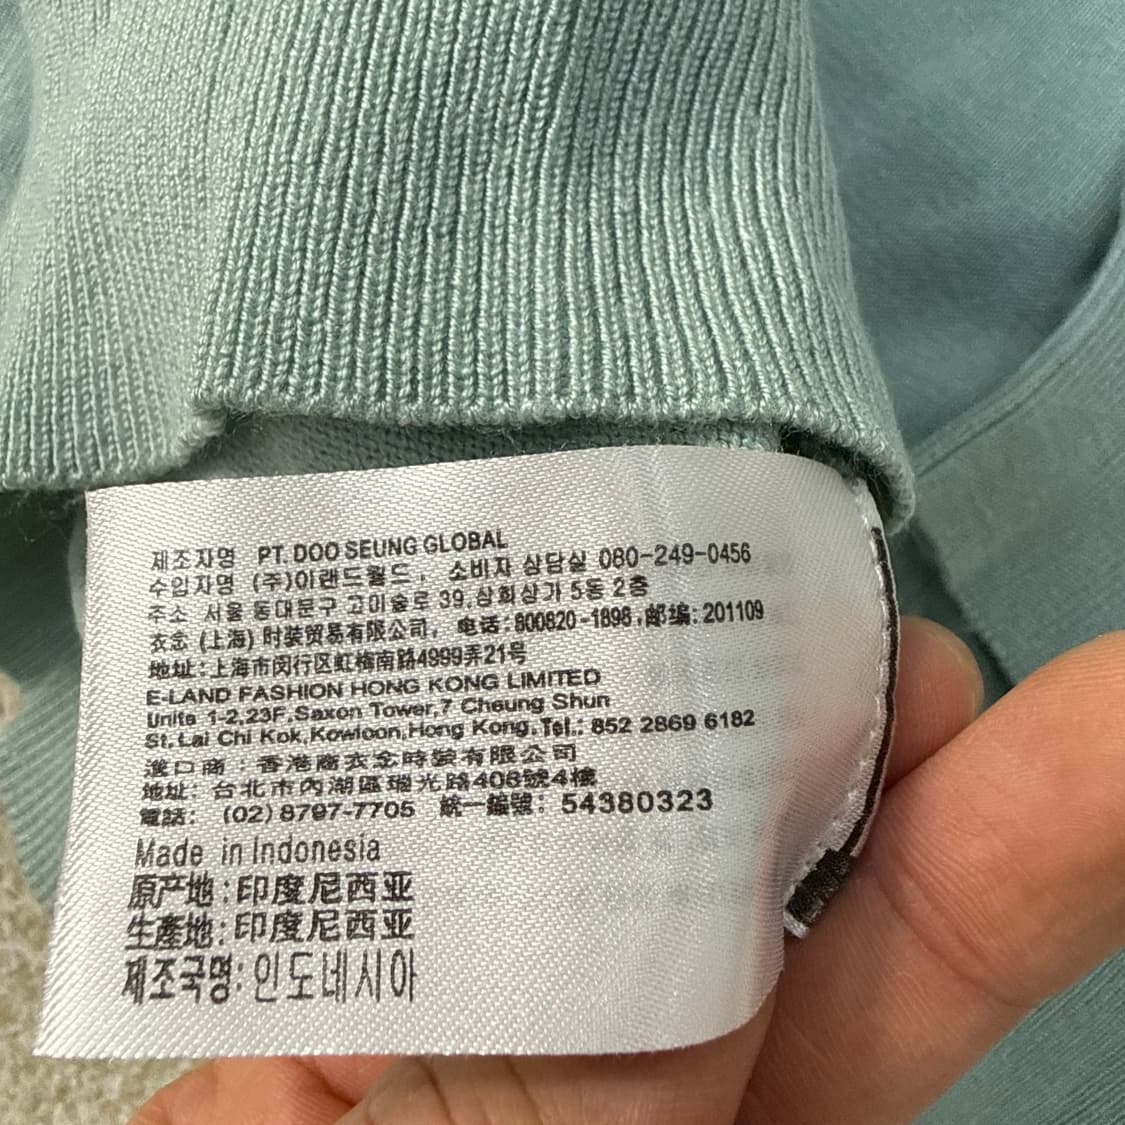 제조자명 PT. DOO SEUNG GLOBAL
수입자명 (주)이랜드월드, 소비자 상담실 080-249-0456
주소 서울 동대문구 고미술로 39,상회상가 5동 2층
衣念 (上海) 时装贸易有限公司, 电话:800820-1898,邮编:201109
地址:上海市闵行区虹梅南路4999弄21号
E-LAND FASHION HONG KONG LIMITED
Units 1-2,23F,Saxon Tower,7 Cheung Shun
St.Lai Chi Kok,Kowloon,Hong Kong.Tel.: 852 2869 6182
進口商:香港商衣念時裝有限公司
地址: 台北市內湖區瑞光路408號4樓
電話: (02)8797-7705 統一編號: 54380323
Made in Indonesia
原产地:印度尼西亚
生產地:印度尼西亚
제조국명:인도네시아